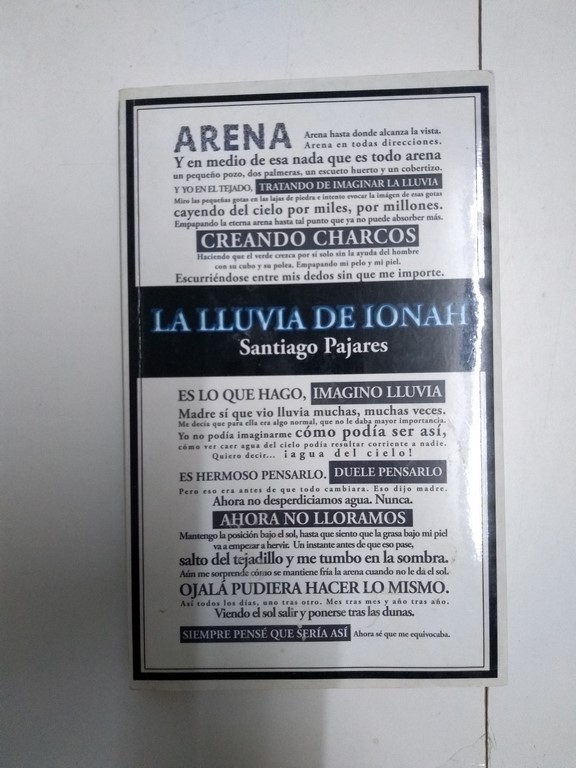 ARENA Arena hasta donde alcanza la vista.
Arena en todas direcciones.
Y en medio de esa nada que es todo arena
un pequeño pozo, dos palmeras, un escueto huerto y un cobertizo.
Y YO EN EL TEJADO, TRATANDO DE IMAGINAR LA LLUVIA
Miro las pequeñas gotas en las lajas de piedra e intento evocar la imágen de esas gotas
cayendo del cielo por miles, por millones.
Empapando la eterna arena hasta tal punto que ya no puede absorber más.
CREANDO CHARCOS
Haciendo que el verde crezca por sí solo sin la ayuda del hombre
con su cubo y su polea. Empapando mi pelo y mi piel.
Escurriéndose entre mis dedos sin que me importe.
LA LLUVIA DE IONAH
Santiago Pajares
ES LO QUE HAGO, IMAGINO LLUVIA
Madre sí que vio lluvia muchas, muchas veces.
Me decía que para ella era algo normal, que no le daba mayor importancia.
Yo no podía imaginarme cómo podía ser así,
cómo ver caer agua del cielo podía resultar corriente a nadie.
Quiero decir... ¡agua del cielo!
ES HERMOSO PENSARLO. DUELE PENSARLO
Pero eso era antes de que todo cambiara. Eso dijo madre.
Ahora no desperdiciamos agua. Nunca.
AHORA NO LLORAMOS
Mantengo la posición bajo el sol, hasta que siento que la grasa bajo mi piel
va a empezar a hervir. Un instante antes de que eso pase,
salto del tejadillo y me tumbo en la sombra.
Aún me sorprende cómo se mantiene fría la arena cuando no le da el sol.
OJALÁ PUDIERA HACER LO MISMO.
Así todos los días, uno tras otro. Mes tras mes y año tras año.
Viendo el sol salir y ponerse tras las dunas.
SIEMPRE PENSÉ QUE SERÍA ASÍ Ahora sé que me equivocaba.